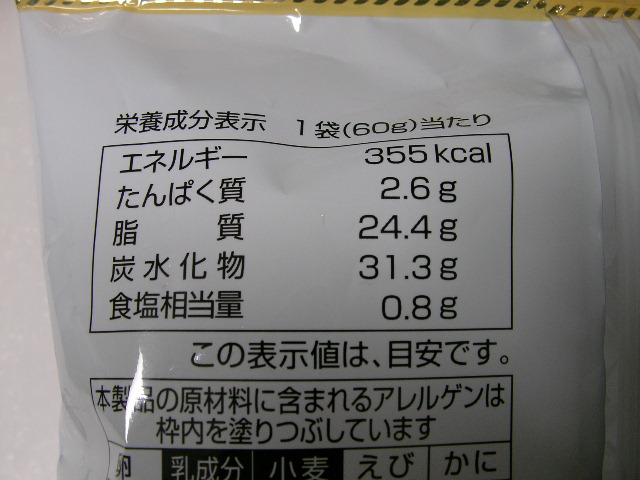 栄養成分表示 1袋(60g)当たり
エネルギー 355kcal
たんぱく質 2.6g
脂質 24.4g
炭水化物 31.3g
食塩相当量 0.8g
この表示値は、目安です。
本製品の原材料に含まれるアレルゲンは
枠内を塗りつぶしています
卵 乳成分 小麦 えび かに